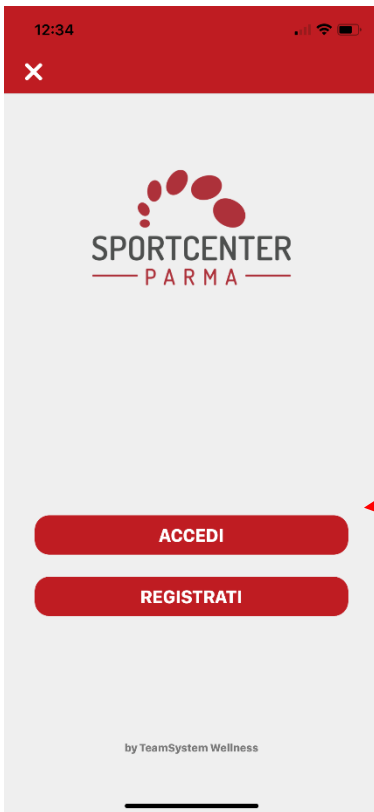 12:34
SPORTCENTER
PARMA
ACCEDI
REGISTRATI
by TeamSystem Wellness